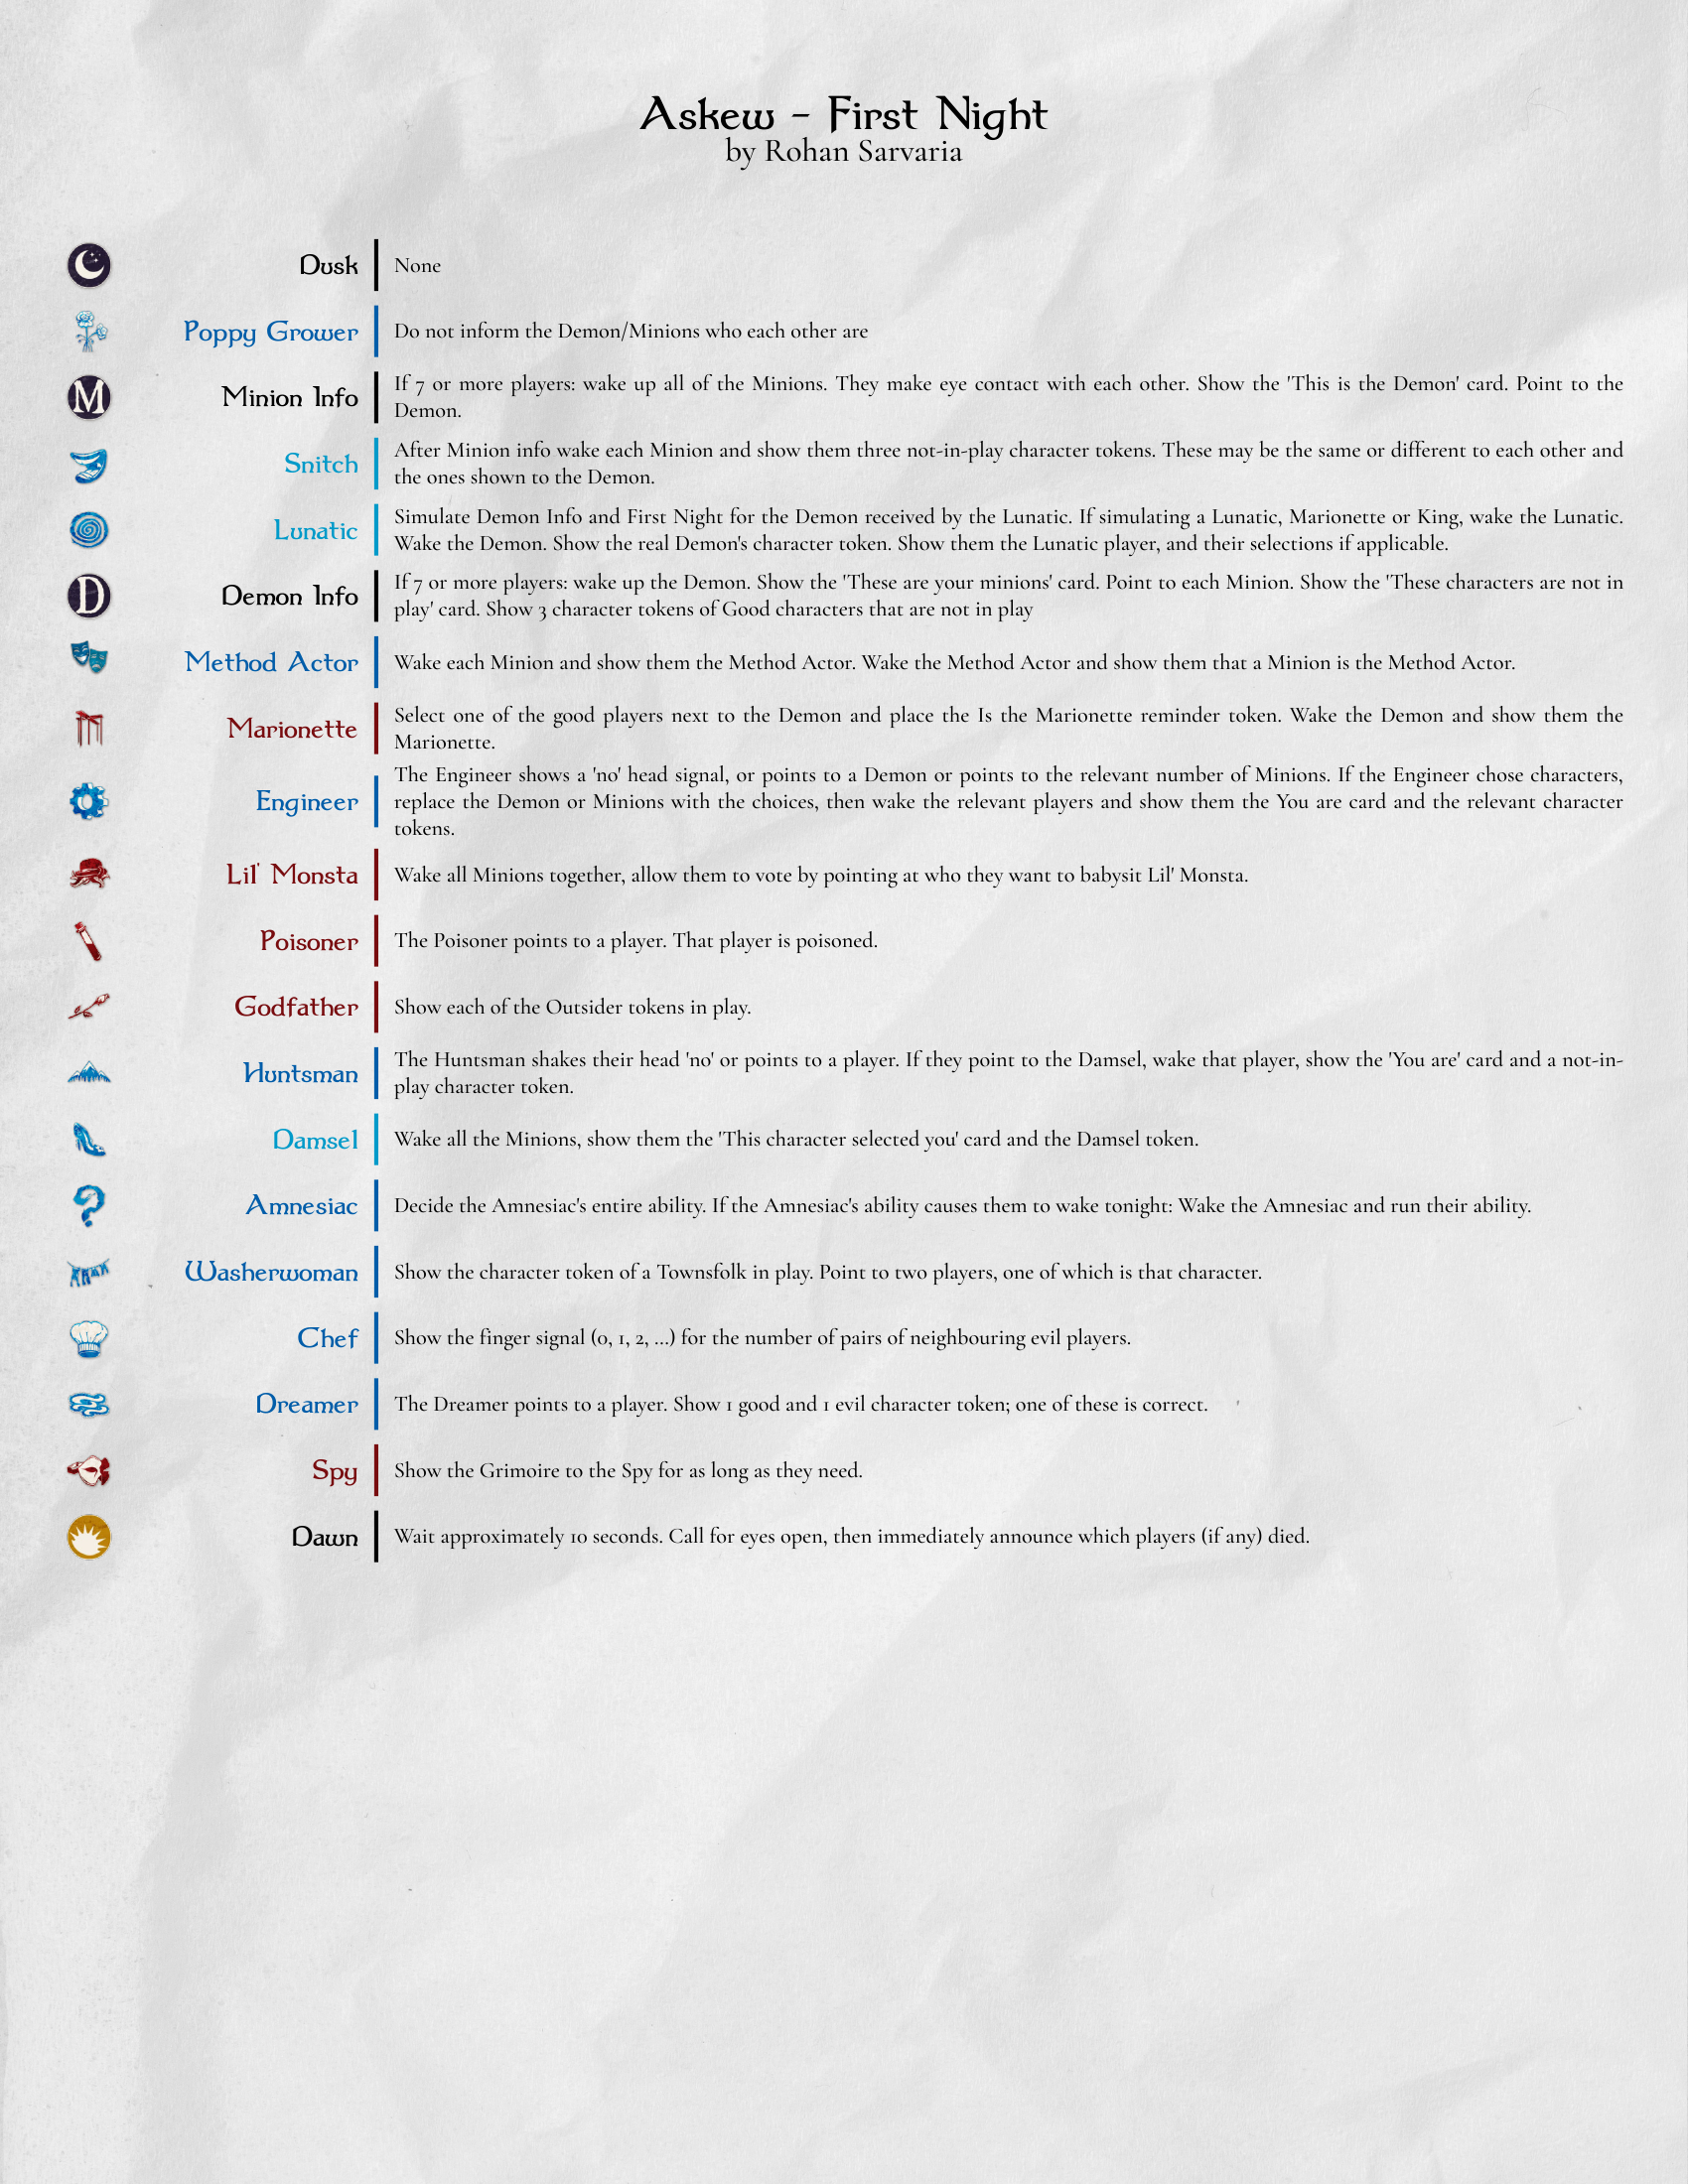 Askew - First Night
by Rohan Sarvaria
Dusk
None
Poppy Grower
Do not inform the Demon/Minions who each other are
M
Minion Info
If 7 or more players: wake up all of the Minions. They make eye contact with each other. Show the 'This is the Demon' card. Point to the
Demon.
Snitch
After Minion info wake each Minion and show them three not-in-play character tokens. These may be the same or different to each other and
the ones shown to the Demon.
Lunatic
Simulate Demon Info and First Night for the Demon received by the Lunatic. If simulating a Lunatic, Marionette or King, wake the Lunatic.
Wake the Demon. Show the real Demon's character token. Show them the Lunatic player, and their selections if applicable.
D
Demon Info
If 7 or more players: wake up the Demon. Show the 'These are your minions' card. Point to each Minion. Show the 'These characters are not in
play' card. Show 3 character tokens of Good characters that are not in play
Method Actor
Wake each Minion and show them the Method Actor. Wake the Method Actor and show them that a Minion is the Method Actor.
Marionette
Select one of the good players next to the Demon and place the Is the Marionette reminder token. Wake the Demon and show them the
Marionette.
Engineer
The Engineer shows a 'no' head signal, or points to a Demon or points to the relevant number of Minions. If the Engineer chose characters,
replace the Demon or Minions with the choices, then wake the relevant players and show them the You are card and the relevant character
tokens.
Lil' Monsta
Wake all Minions together, allow them to vote by pointing at who they want to babysit Lil' Monsta.
Poisoner
The Poisoner points to a player. That player is poisoned.
Godfather
Show each of the Outsider tokens in play.
Huntsman
The Huntsman shakes their head 'no' or points to a player. If they point to the Damsel, wake that player, show the 'You are' card and a not-in-
play character token.
Damsel
Wake all the Minions, show them the 'This character selected you' card and the Damsel token.
?
Amnesiac
Decide the Amnesiac's entire ability. If the Amnesiac's ability causes them to wake tonight: Wake the Amnesiac and run their ability.
Washerwoman
Show the character token of a Townsfolk in play. Point to two players, one of which is that character.
Chef
Show the finger signal (0, 1, 2, ...) for the number of pairs of neighbouring evil players.
Dreamer
The Dreamer points to a player. Show 1 good and 1 evil character token; one of these is correct.
Spy
Show the Grimoire to the Spy for as long as they need.
Dawn
Wait approximately 10 seconds. Call for eyes open, then immediately announce which players (if any) died.